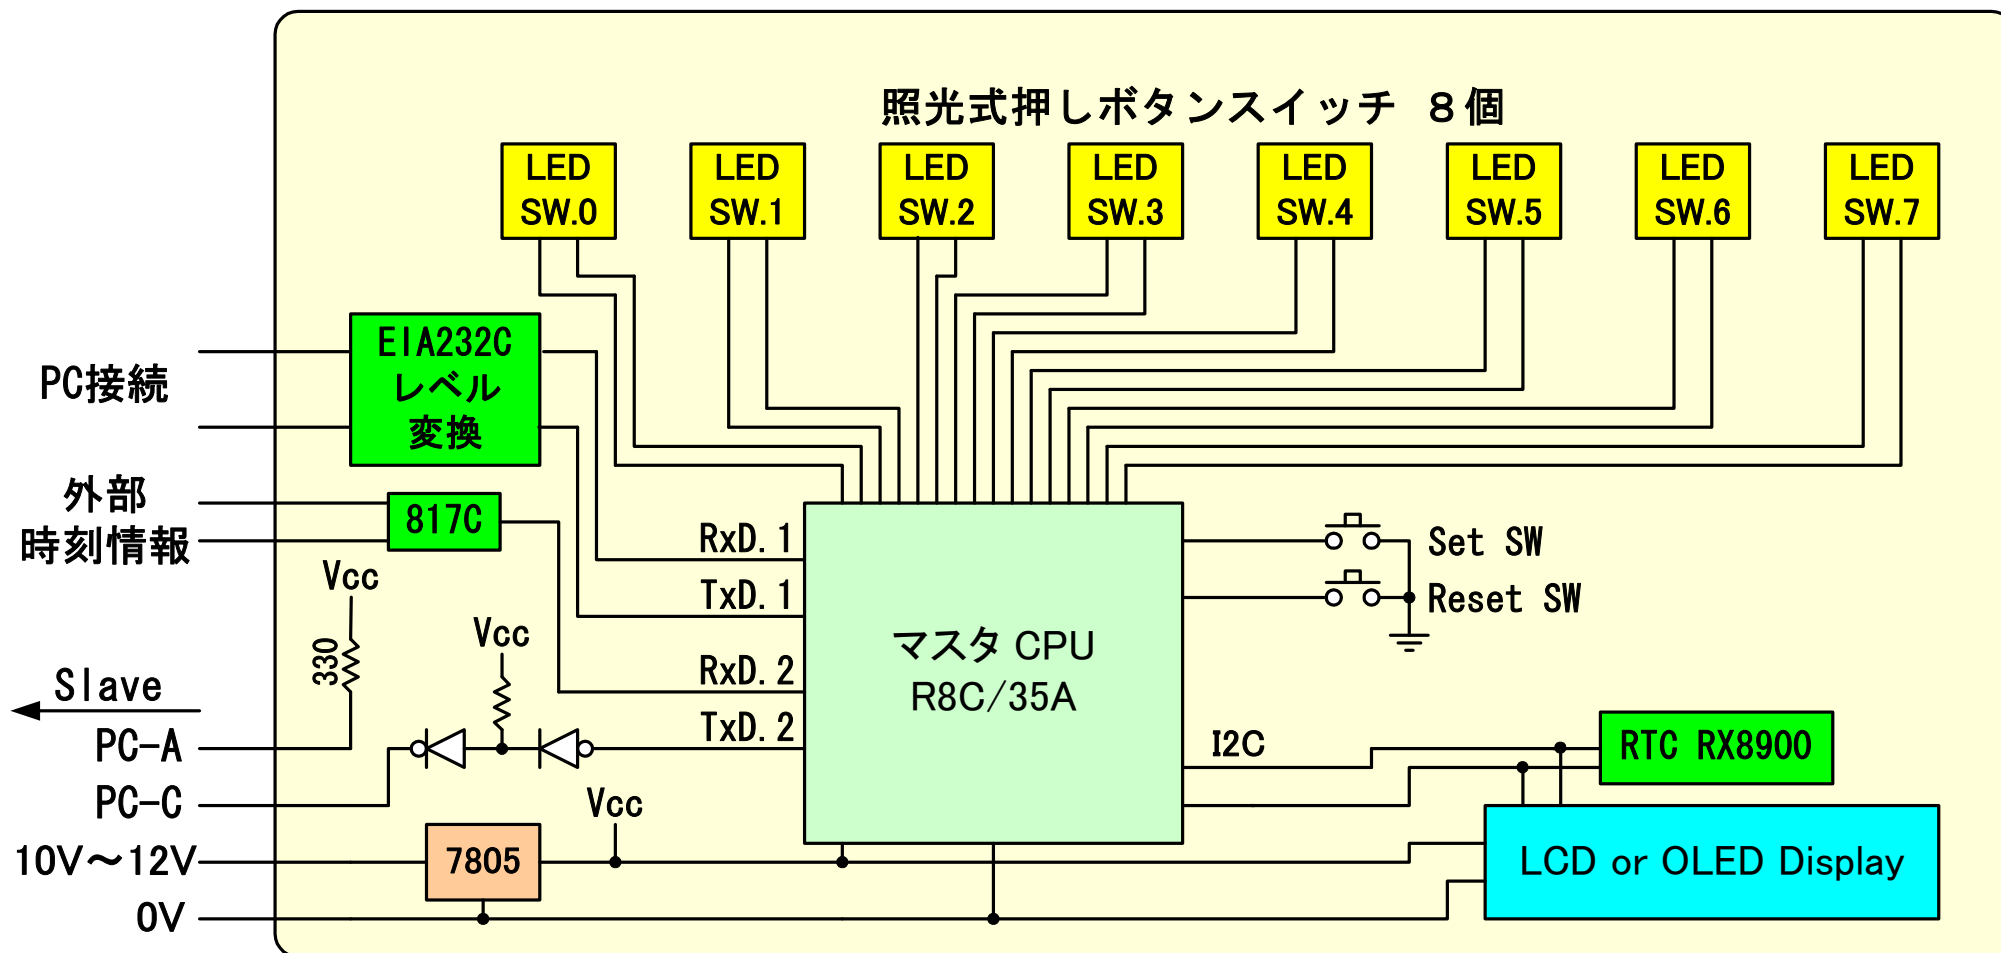 照光式押しボタンスイッチ 8個
LED
SW.0
LED
SW.1
LED
SW.2
LED
SW.3
LED
SW.4
LED
SW.5
LED
SW.6
LED
SW.7
PC接続
EIA232C
レベル
変換
外部
時刻情報
817C
RxD.1
TxD.1
RxD.2
TxD.2
マスタ CPU
R8C/35A
Set SW
Reset SW
Vcc
330
Vcc
Slave
PC-A
PC-C
I2C
RTC RX8900
Vcc
10V～12V
7805
LCD or OLED Display
0V